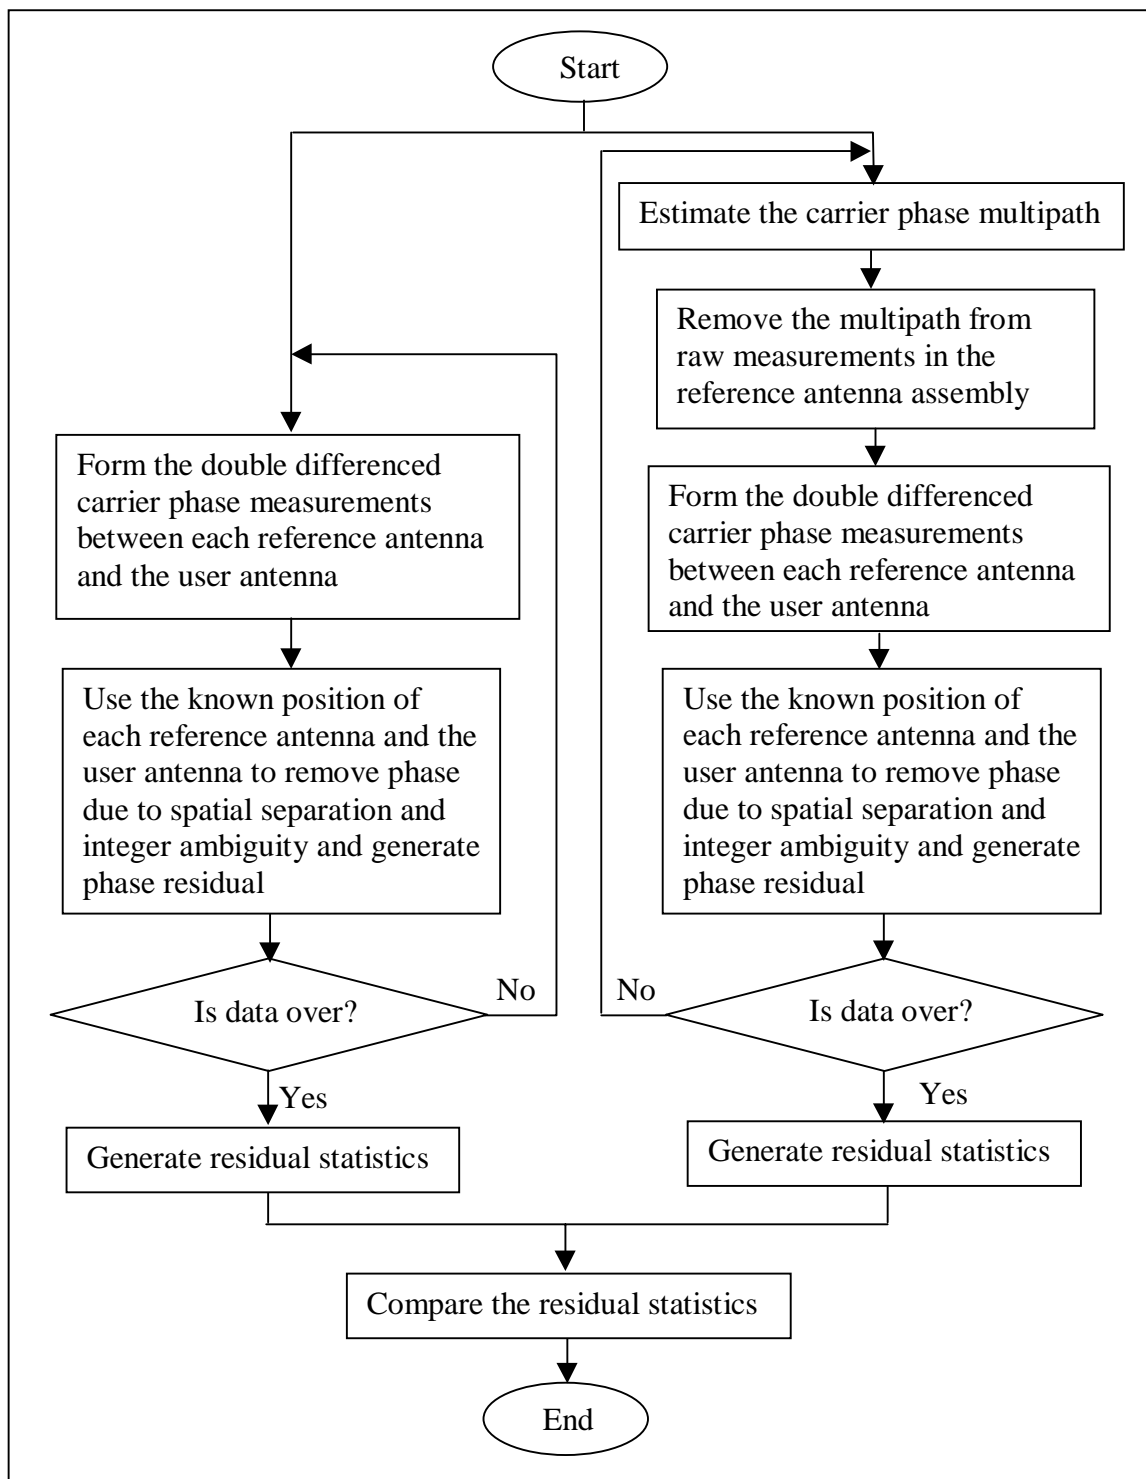 Start
Estimate the carrier phase multipath
Remove the multipath from
raw measurements in the
reference antenna assembly
Form the double differenced
carrier phase measurements
between each reference antenna
and the user antenna
Form the double differenced
carrier phase measurements
between each reference antenna
and the user antenna
Use the known position of
each reference antenna and the
user antenna to remove phase
due to spatial separation and
integer ambiguity and generate
phase residual
Use the known position of
each reference antenna and the
user antenna to remove phase
due to spatial separation and
integer ambiguity and generate
phase residual
Is data over?
No
No
Is data over?
Yes
Yes
Generate residual statistics
Generate residual statistics
Compare the residual statistics
End